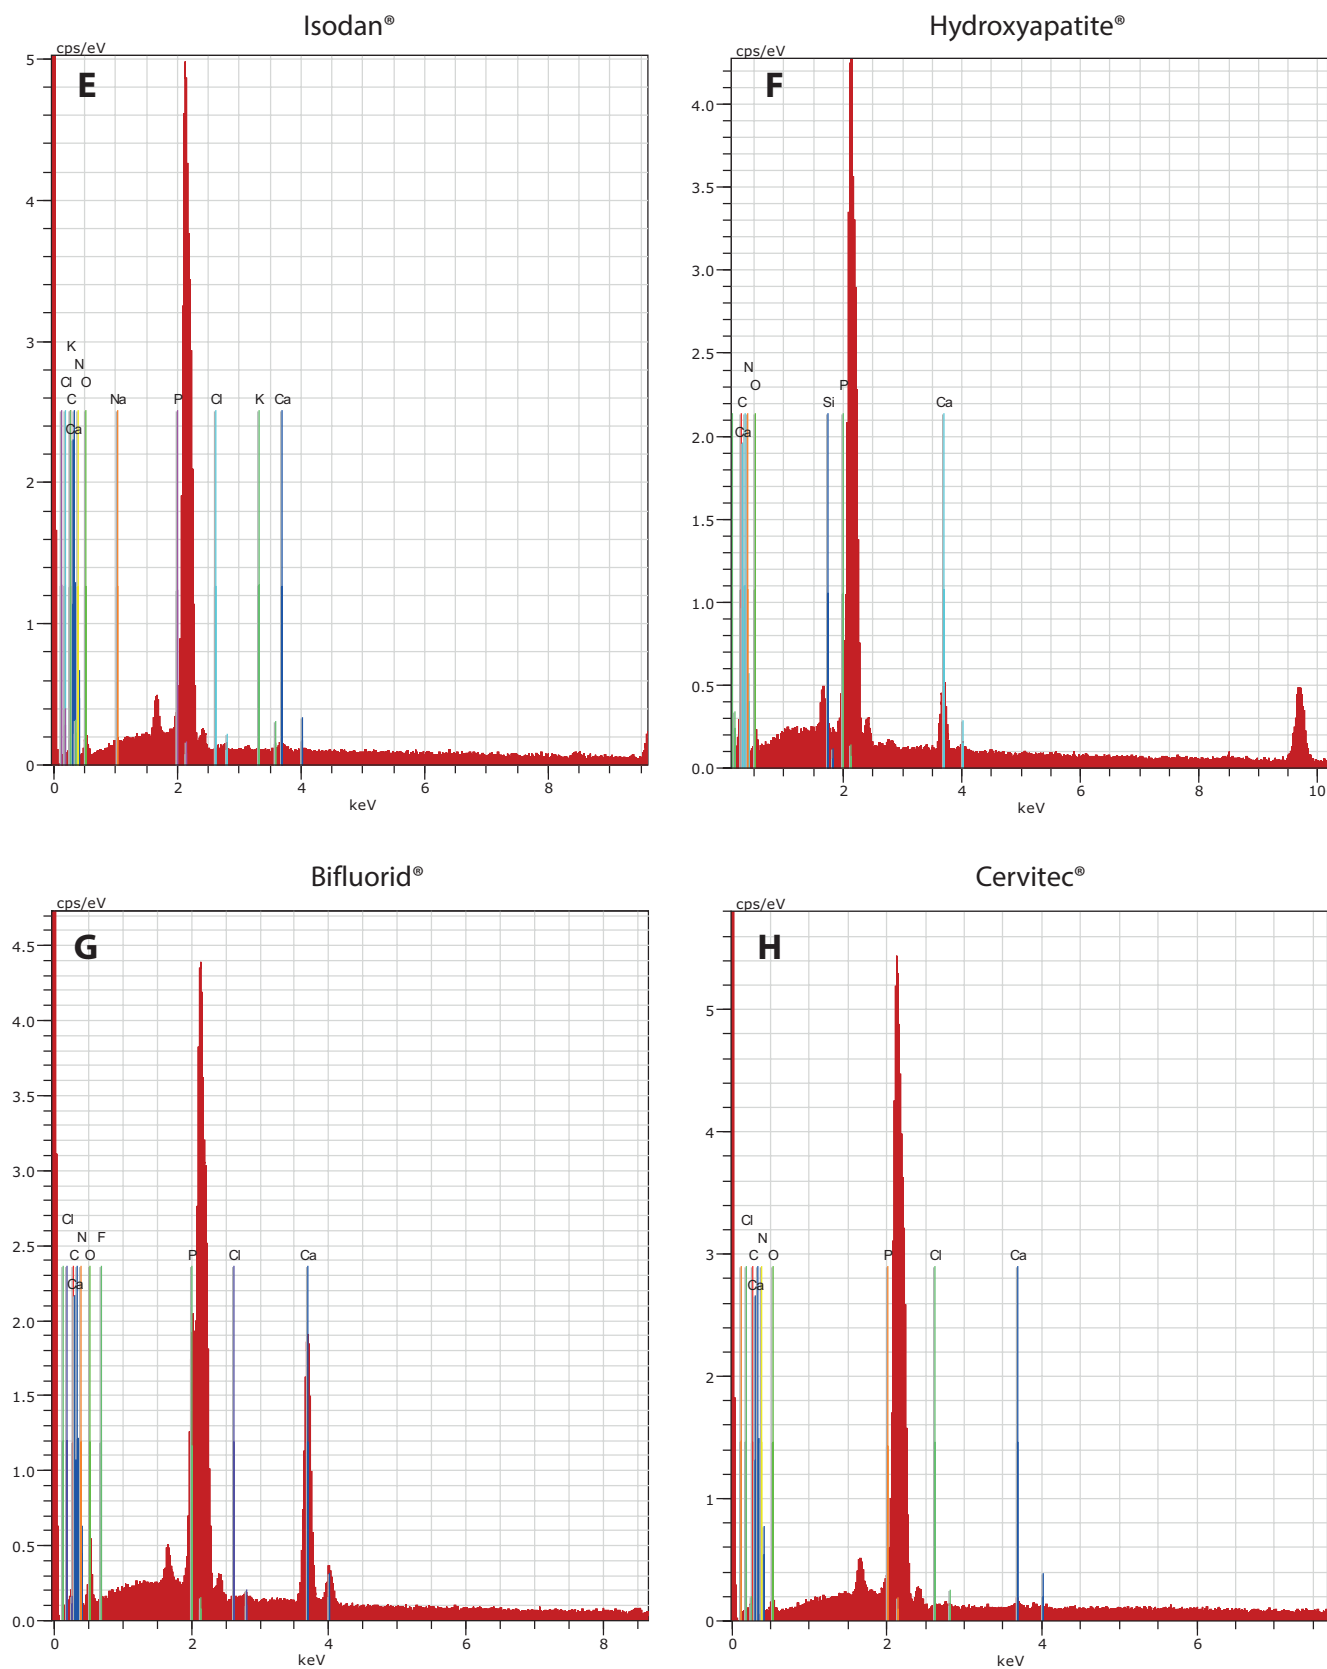 Isodan®
cps/eV
E
5
4
3
2
1
0
K
N
Cl
O
C
Na
P
Cl
K
Ca
Ca
0
2
4
6
8
keV
Hydroxyapatite®
cps/eV
F
4.0
3.5
3.0
2.5
2.0
1.5
1.0
0.5
0.0
N
O
P
C
Si
Ca
Ca
2
4
6
8
10
keV
Bifluorid®
cps/eV
G
4.5
4.0
3.5
3.0
2.5
2.0
1.5
1.0
0.5
0.0
Cl
N
F
C
O
P
Cl
Ca
Ca
0
2
4
6
8
keV
Cervitec®
cps/eV
H
5
4
3
2
1
0
Cl
N
C
O
P
Cl
Ca
Ca
0
2
4
6
keV